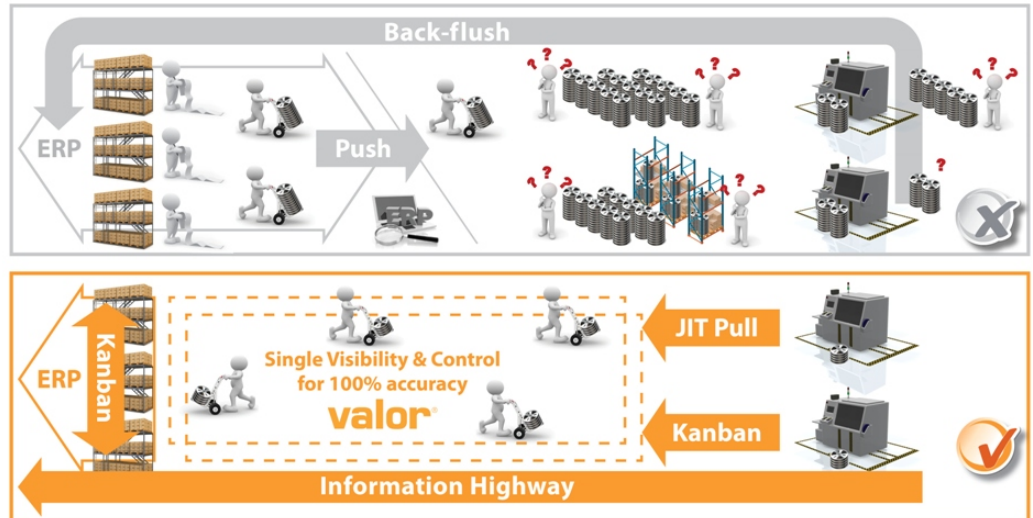 Back-flush
? ? ?
? ? ?
ERP
Push
ERP
? ? ?
? ? ?
? ? ?
?
JIT Pull
Kanban
ERP
Single Visibility & Control
for 100% accuracy
valor®
Kanban
Information Highway